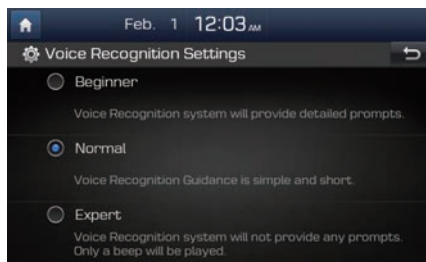 Feb. 1 12:03 AM
Voice Recognition Settings
Beginner
Voice Recognition system will provide detailed prompts.
Normal
Voice Recognition Guidance is simple and short.
Expert
Voice Recognition system will not provide any prompts.
Only a beep will be played.